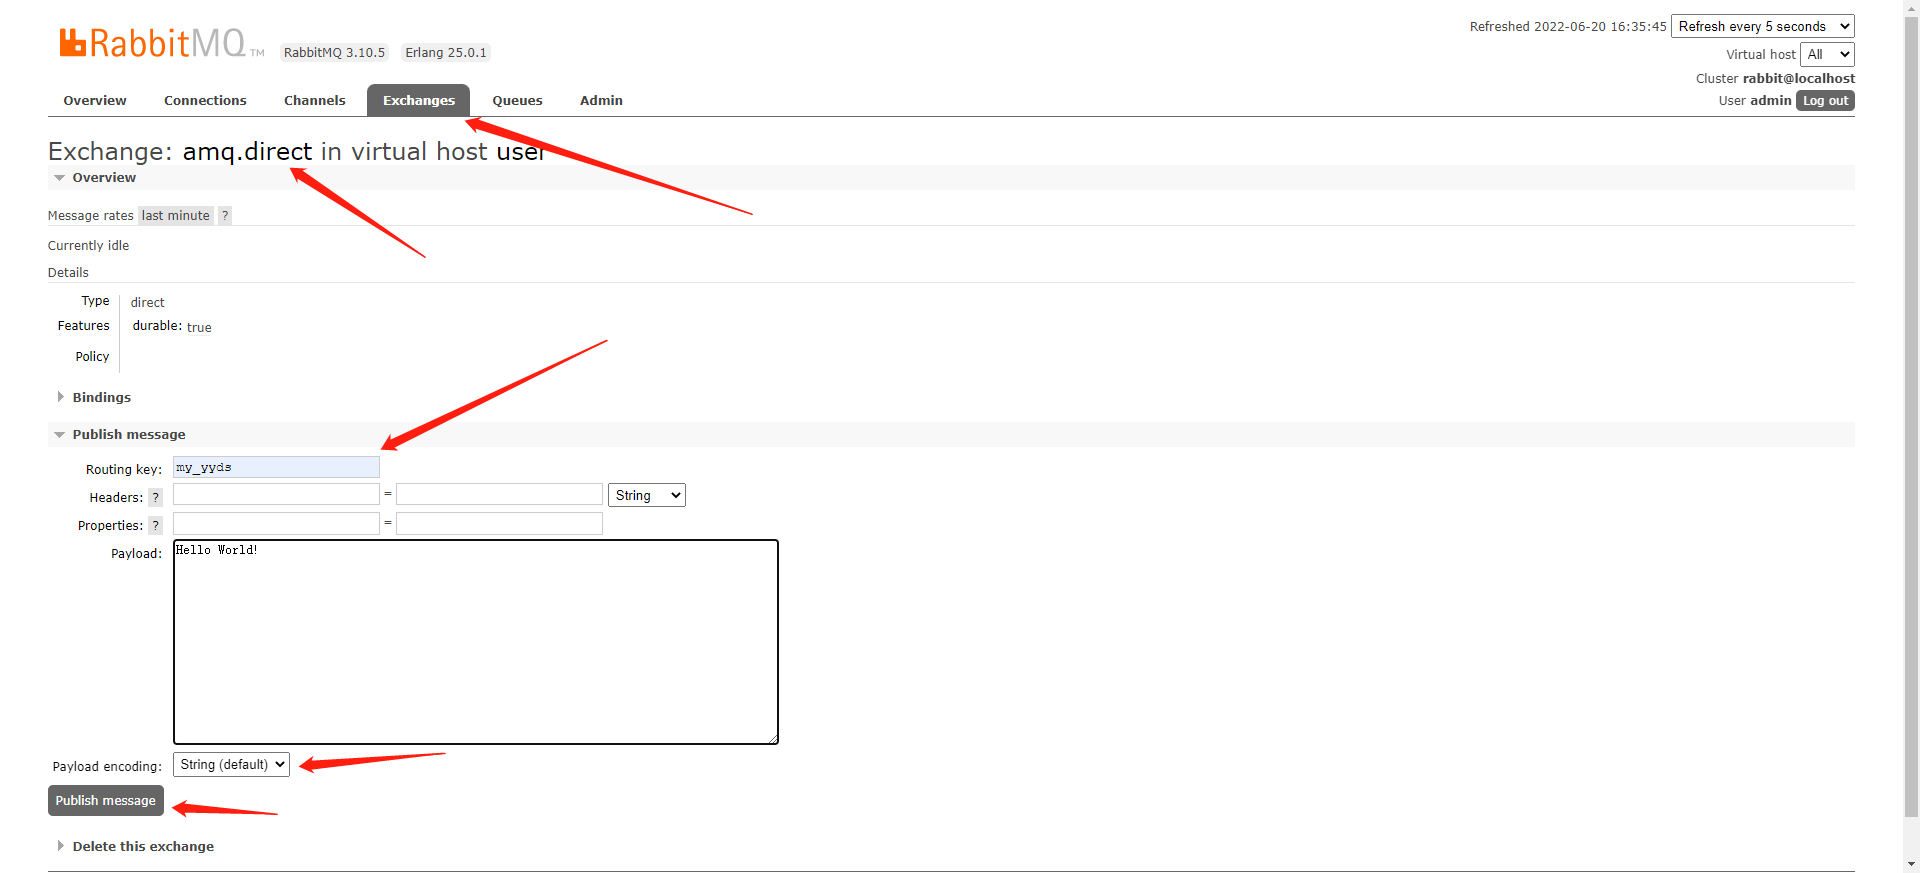 RabbitMQ TM RabbitMQ 3.10.5 Erlang 25.0.1
Refreshed 2022-06-20 16:35:45 Refresh every 5 seconds
Virtual host All
Cluster rabbit@localhost
User admin Log out
Overview Connections Channels Exchanges Queues Admin
Exchange: amq.direct in virtual host user
Overview
Message rates last minute ?
Currently idle
Details
Type direct
Features durable: true
Policy
Bindings
Publish message
Routing key: my_yyds
Headers: ? = String
Properties: ? =
Payload: Hello World!
Payload encoding: String (default)
Publish message
Delete this exchange